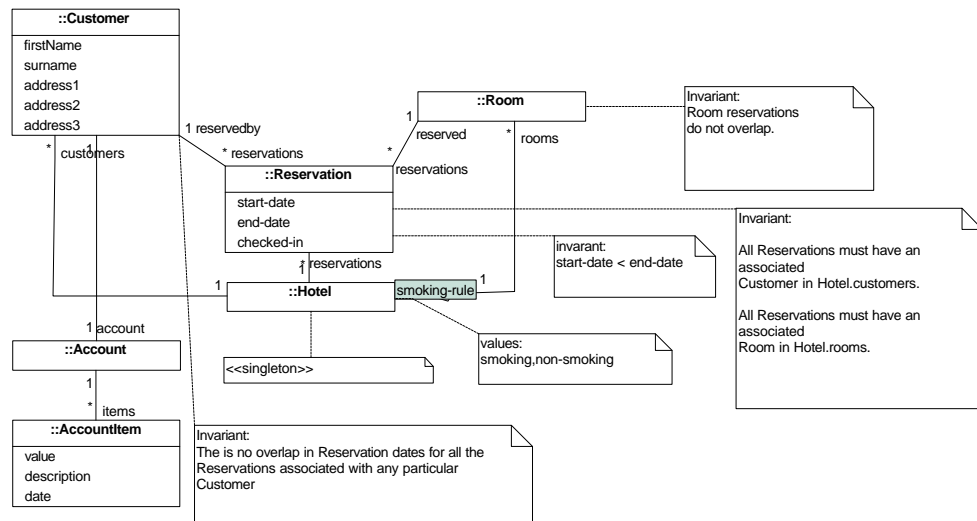 ::Customer
firstName
surname
address1
address2
address3
1 reservedby
* customers
1
* reservations
::Room
1
reserved
*
rooms
*
reservations
Invariant:
Room reservations
do not overlap.
::Reservation
start-date
end-date
checked-in
* reservations
1
invarant:
start-date < end-date
Invariant:
All Reservations must have an
associated
Customer in Hotel.customers.
All Reservations must have an
associated
Room in Hotel.rooms.
1
::Hotel
smoking-rule
1
values:
smoking,non-smoking
<<singleton>>
1 account
::Account
1
* items
::AccountItem
value
description
date
Invariant:
The is no overlap in Reservation dates for all the
Reservations associated with any particular
Customer